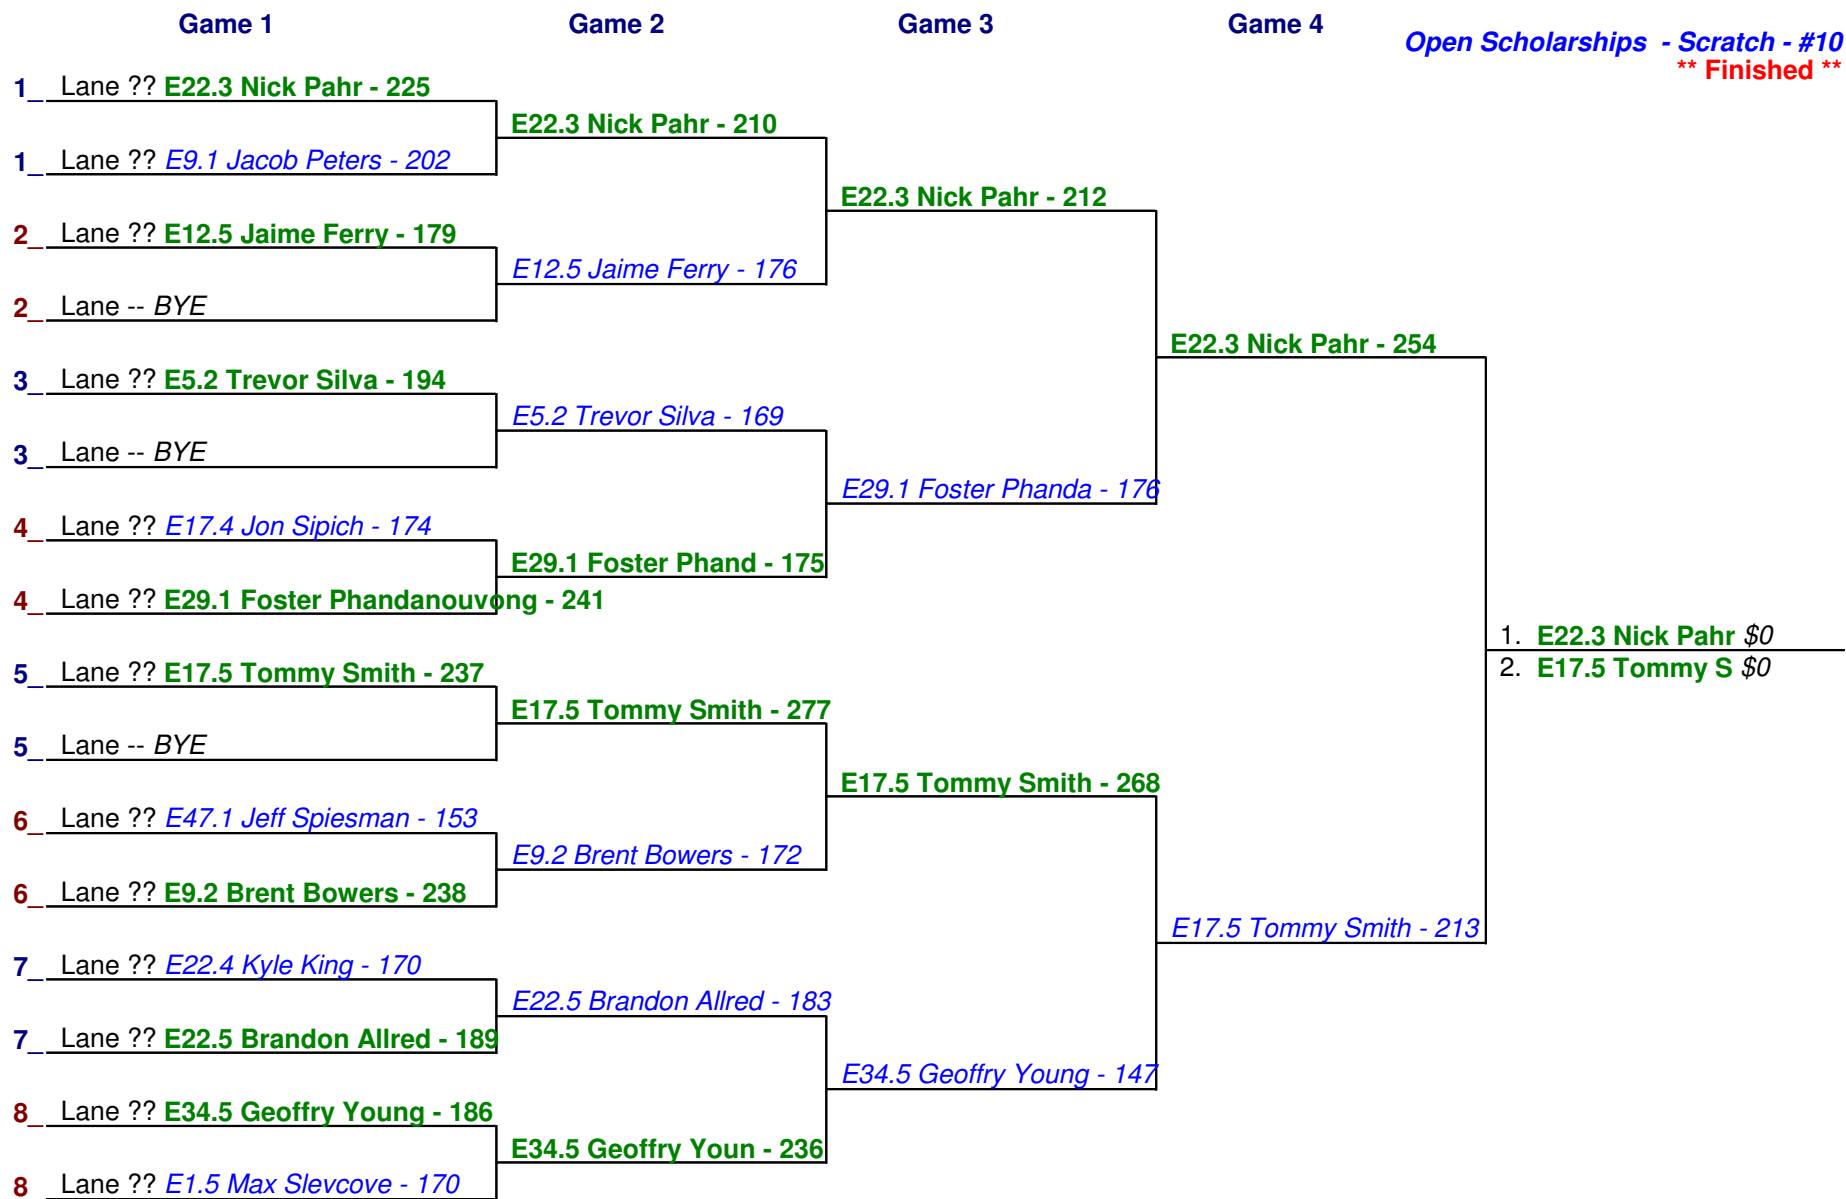 Game 1 Game 2 Game 3 Game 4
Open Scholarships - Scratch - #10
** Finished **
1_ Lane ?? E22.3 Nick Pahr - 225
E22.3 Nick Pahr - 210
1_ Lane ?? E9.1 Jacob Peters - 202
E22.3 Nick Pahr - 212
2_ Lane ?? E12.5 Jaime Ferry - 179
E12.5 Jaime Ferry - 176
2_ Lane -- BYE
E22.3 Nick Pahr - 254
3_ Lane ?? E5.2 Trevor Silva - 194
E5.2 Trevor Silva - 169
3_ Lane -- BYE
E29.1 Foster Phanda - 176
4_ Lane ?? E17.4 Jon Sipich - 174
E29.1 Foster Phand - 175
4_ Lane ?? E29.1 Foster Phandanouvong - 241
1. E22.3 Nick Pahr $0
2. E17.5 Tommy S $0
5_ Lane ?? E17.5 Tommy Smith - 237
E17.5 Tommy Smith - 277
5_ Lane -- BYE
E17.5 Tommy Smith - 268
6_ Lane ?? E47.1 Jeff Spiesman - 153
E9.2 Brent Bowers - 172
6_ Lane ?? E9.2 Brent Bowers - 238
E17.5 Tommy Smith - 213
7_ Lane ?? E22.4 Kyle King - 170
E22.5 Brandon Allred - 183
7_ Lane ?? E22.5 Brandon Allred - 189
E34.5 Geoffry Young - 147
8_ Lane ?? E34.5 Geoffry Young - 186
E34.5 Geoffry Youn - 236
8 Lane ?? E1.5 Max Slevcove - 170